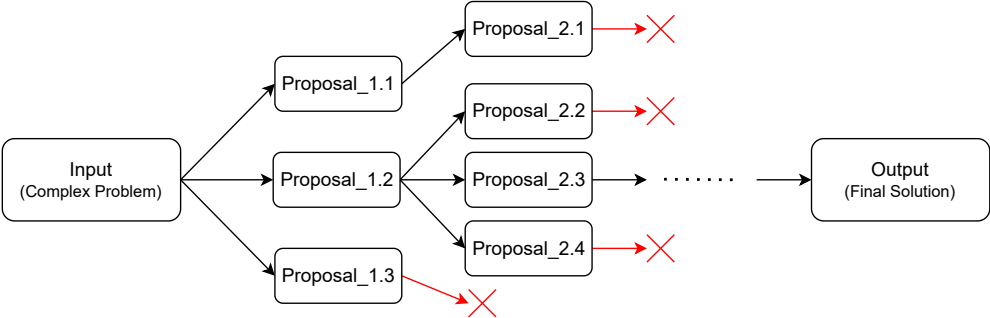 Proposal_2.1
Proposal_1.1
Proposal_2.2
Input
(Complex Problem)
Proposal_1.2
Proposal_2.3
.......
Output
(Final Solution)
Proposal_2.4
Proposal_1.3